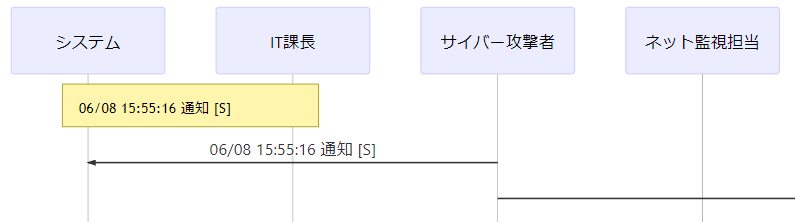 システム
IT課長
サイバー攻撃者
ネット監視担当
06/08 15:55:16 通知 [S]
06/08 15:55:16 通知 [S]